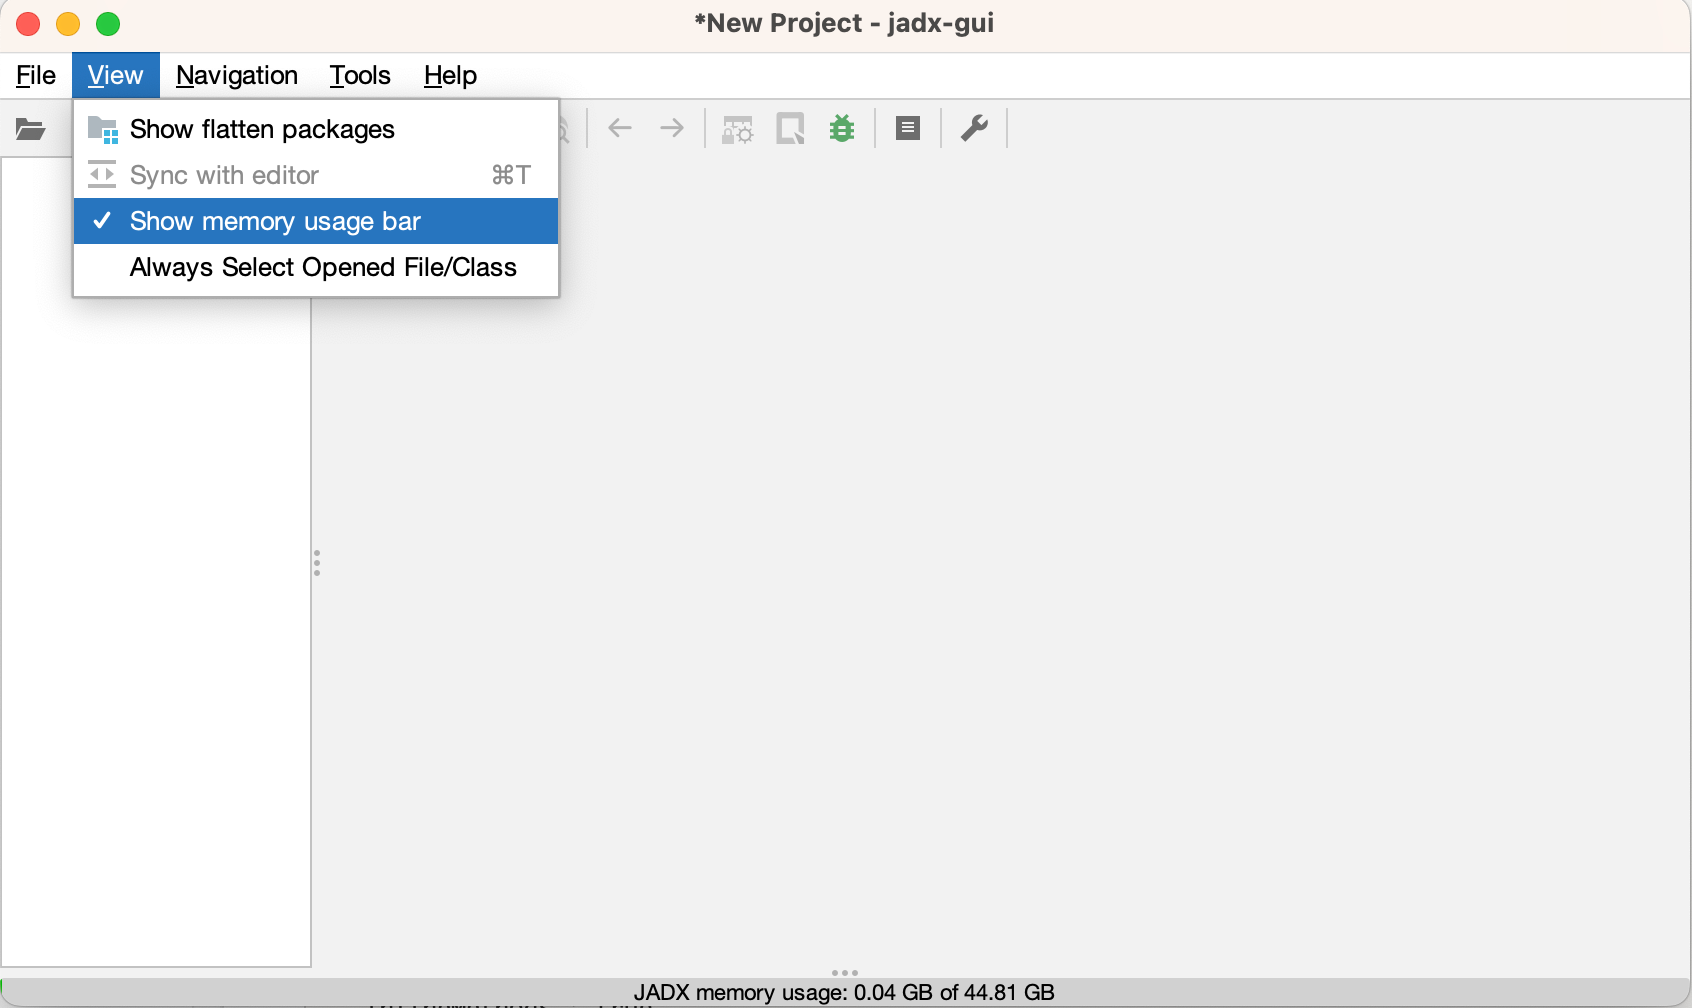 *New Project - jadx-gui
File View Navigation Tools Help
Show flatten packages
Sync with editor ⌘T
✓ Show memory usage bar
Always Select Opened File/Class
JADX memory usage: 0.04 GB of 44.81 GB